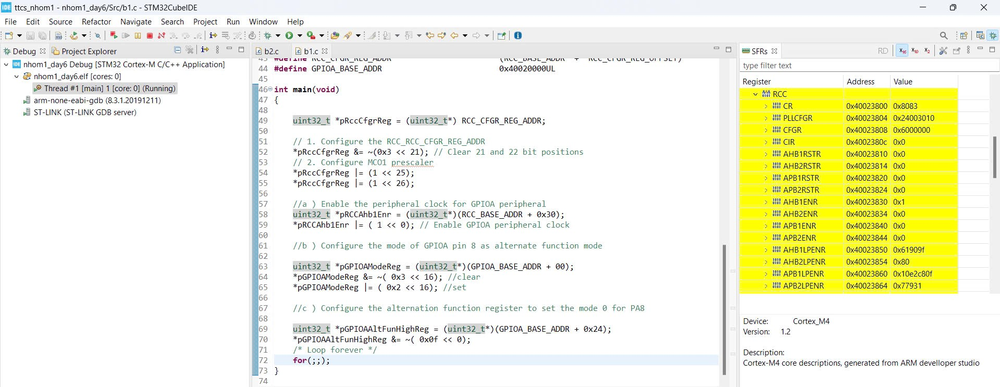 IDE ttcs_nhom1 - nhom1_day6/Src/b1.c - STM32CubeIDE
File Edit Source Refactor Navigate Search Project Run Window Help
Debug Project Explorer
IDE nhom1_day6 Debug [STM32 Cortex-M C/C++ Application]
nhom1_day6.elf [cores: 0]
Thread #1 [main] 1 [core: 0] (Running)
arm-none-eabi-gdb (8.3.1.20191211)
ST-LINK (ST-LINK GDB server)
b2.c b1.c
43 #define RCC_CFGR_REG_ADDR (RCC_BASE_ADDR + RCC_CFGR_REG_OFFSET)
44 #define GPIOA_BASE_ADDR 0x40020000UL
45
46 int main(void)
47 {
48
49 uint32_t *pRccCfgrReg = (uint32_t*) RCC_CFGR_REG_ADDR;
50
51 // 1. Configure the RCC_RCC_CFGR_REG_ADDR
52 *pRccCfgrReg &= ~(0x3 << 21); // Clear 21 and 22 bit positions
53 // 2. Configure MCO1 prescaler
54 *pRccCfgrReg |= (1 << 25);
55 *pRccCfgrReg |= (1 << 26);
56
57 //a ) Enable the peripheral clock for GPIOA peripheral
58 uint32_t *pRCCAhb1Enr = (uint32_t*)(RCC_BASE_ADDR + 0x30);
59 *pRCCAhb1Enr |= ( 1 << 0); // Enable GPIOA peripheral clock
60
61 //b ) Configure the mode of GPIOA pin 8 as alternate function mode
62
63 uint32_t *pGPIOAModeReg = (uint32_t*)(GPIOA_BASE_ADDR + 00);
64 *pGPIOAModeReg &= ~( 0x3 << 16); //clear
65 *pGPIOAModeReg |= ( 0x2 << 16); //set
66
67 //c ) Configure the alternation function register to set the mode 0 for PA8
68
69 uint32_t *pGPIOAAltFunHighReg = (uint32_t*)(GPIOA_BASE_ADDR + 0x24);
70 *pGPIOAAltFunHighReg &= ~( 0x0f << 0);
71 /* Loop forever */
72 for(;;);
73 }
74
SFRs
RD X16 X10 X2
type filter text
Register Address Value
RCC
CR 0x40023800 0x8083
PLLCFGR 0x40023804 0x24003010
CFGR 0x40023808 0x6000000
CIR 0x4002380c 0x0
AHB1RSTR 0x40023810 0x0
AHB2RSTR 0x40023814 0x0
APB1RSTR 0x40023820 0x0
APB2RSTR 0x40023824 0x0
AHB1ENR 0x40023830 0x1
AHB2ENR 0x40023834 0x0
APB1ENR 0x40023840 0x0
APB2ENR 0x40023844 0x0
AHB1LPENR 0x40023850 0x61909f
AHB2LPENR 0x40023854 0x80
APB1LPENR 0x40023860 0x10e2c80f
APB2LPENR 0x40023864 0x77931
Device: Cortex_M4
Version: 1.2
Description:
Cortex-M4 core descriptions, generated from ARM develloper studio